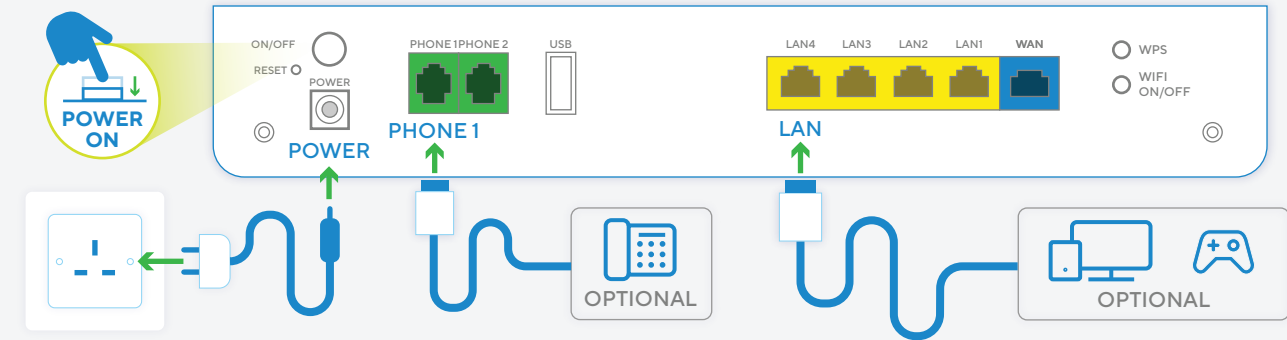 ON/OFF
RESET
POWER
PHONE 1 PHONE 2
USB
LAN4 LAN3 LAN2 LAN1 WAN
WPS
WIFI
ON/OFF
POWER
ON
POWER
PHONE 1
LAN
OPTIONAL
OPTIONAL